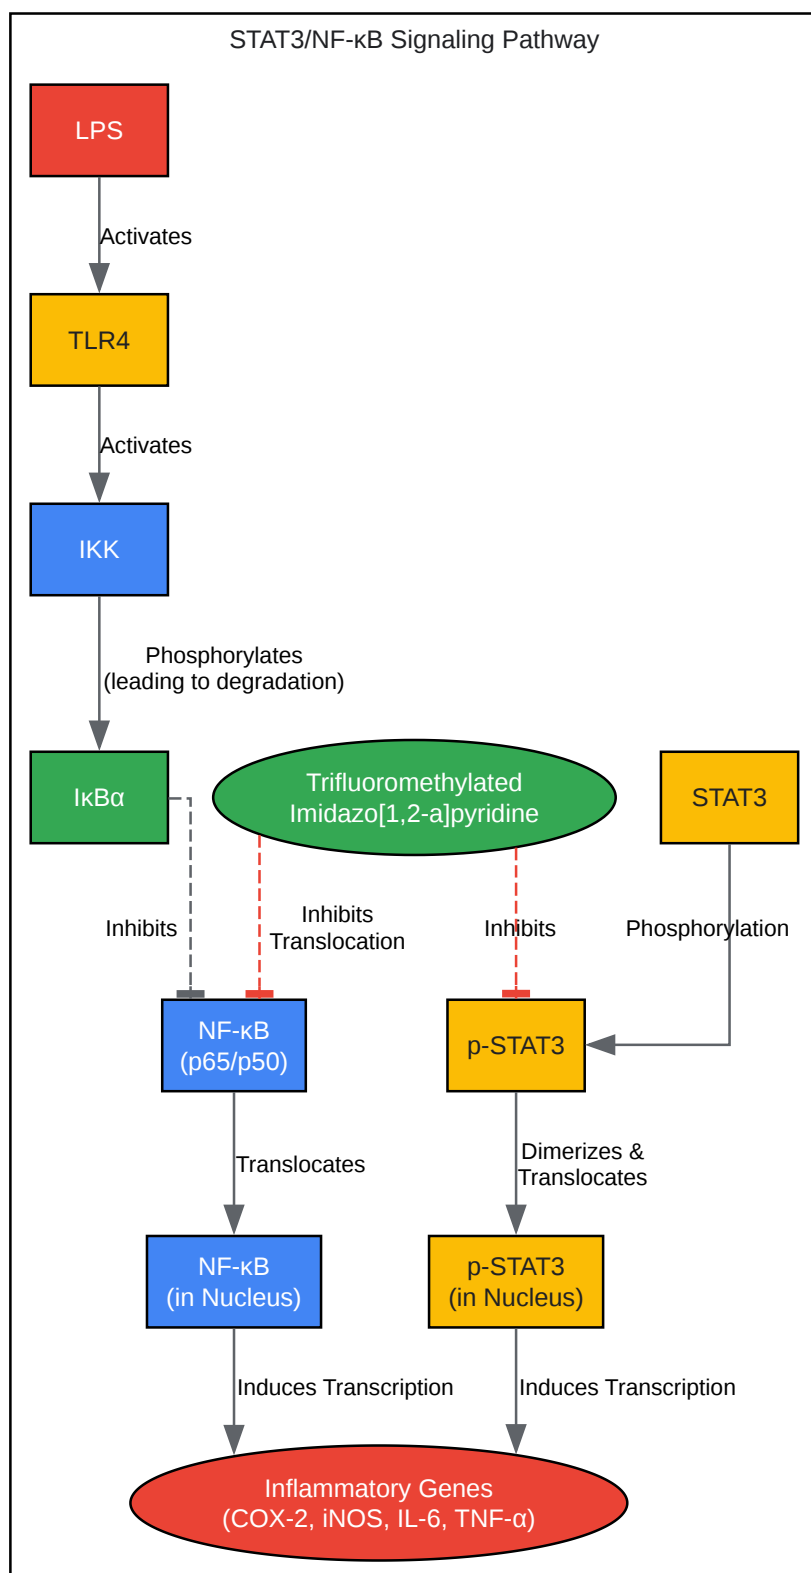 STAT3/NF-κB Signaling Pathway
LPS
Activates
TLR4
Activates
IKK
Phosphorylates
(leading to degradation)
IκBα
Trifluoromethylated
Imidazo[1,2-a]pyridine
STAT3
Inhibits
Inhibits
Translocation
Inhibits
Phosphorylation
NF-κB
(p65/p50)
p-STAT3
Translocates
Dimerizes &
Translocates
NF-κB
(in Nucleus)
p-STAT3
(in Nucleus)
Induces Transcription
Induces Transcription
Inflammatory Genes
(COX-2, iNOS, IL-6, TNF-α)